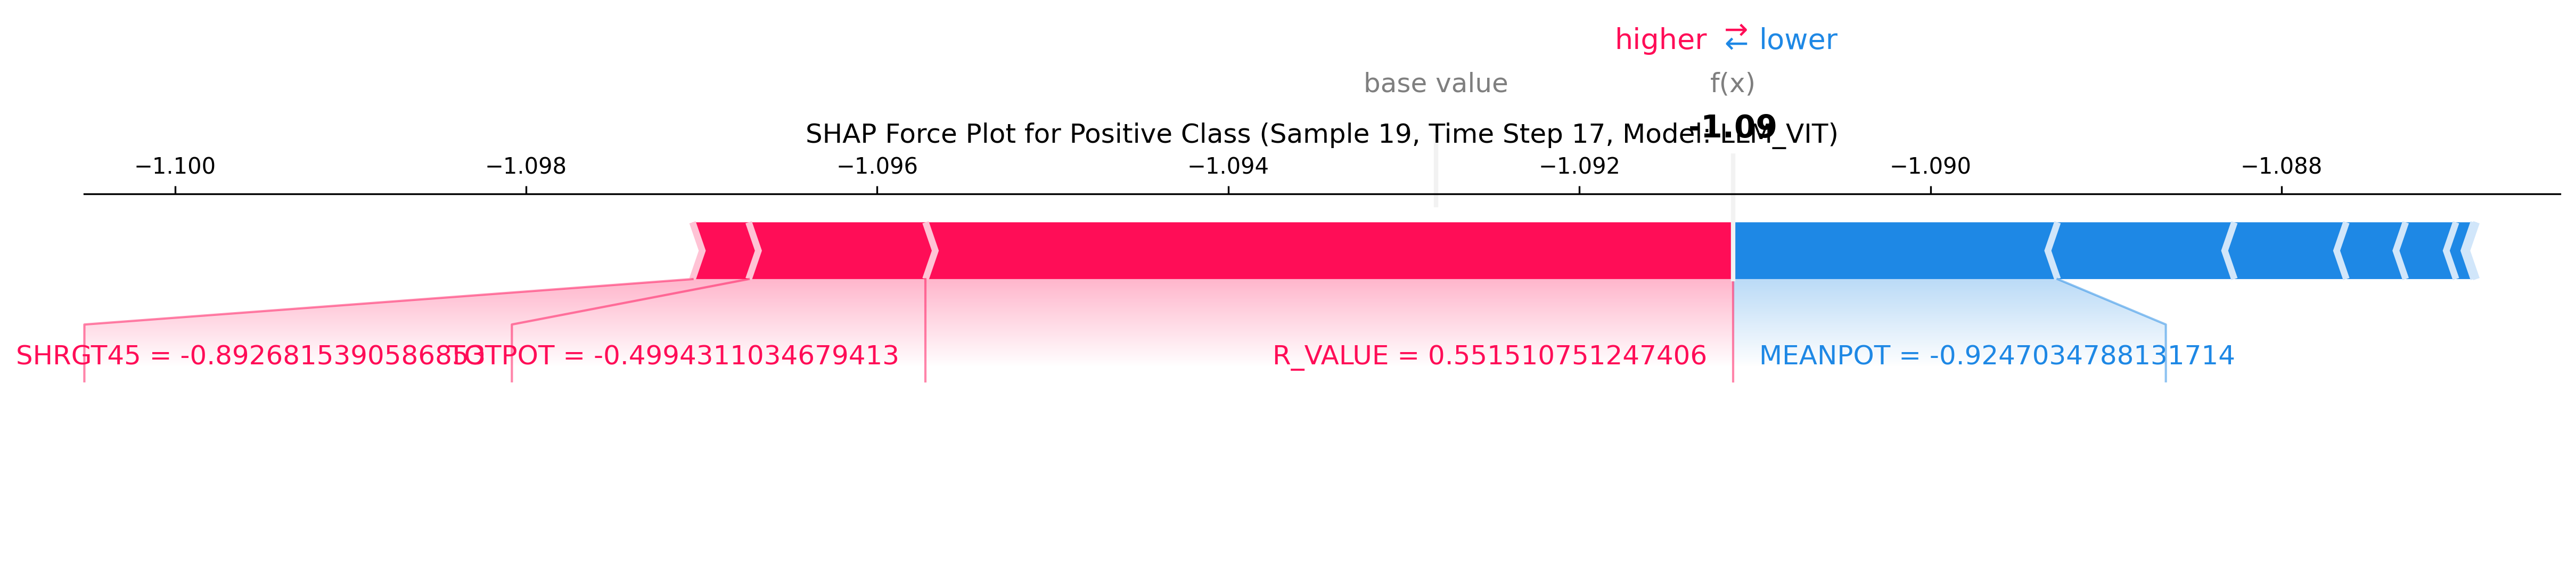 higher ⇄ lower
base value f(x)
-1.09
SHAP Force Plot for Positive Class (Sample 19, Time Step 17, Model: LLM_VIT)
−1.100 −1.098 −1.096 −1.094 −1.092 −1.090 −1.088
SHRGT45 = -0.8926815390586853 TOTPOT = -0.4994311034679413 R_VALUE = 0.551510751247406 MEANPOT = -0.9247034788131714